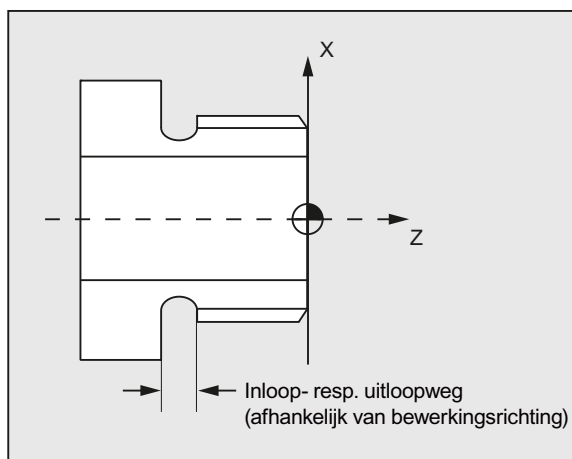 X
Z
Inloop- resp. uitloopweg
(afhankelijk van bewerkingsrichting)